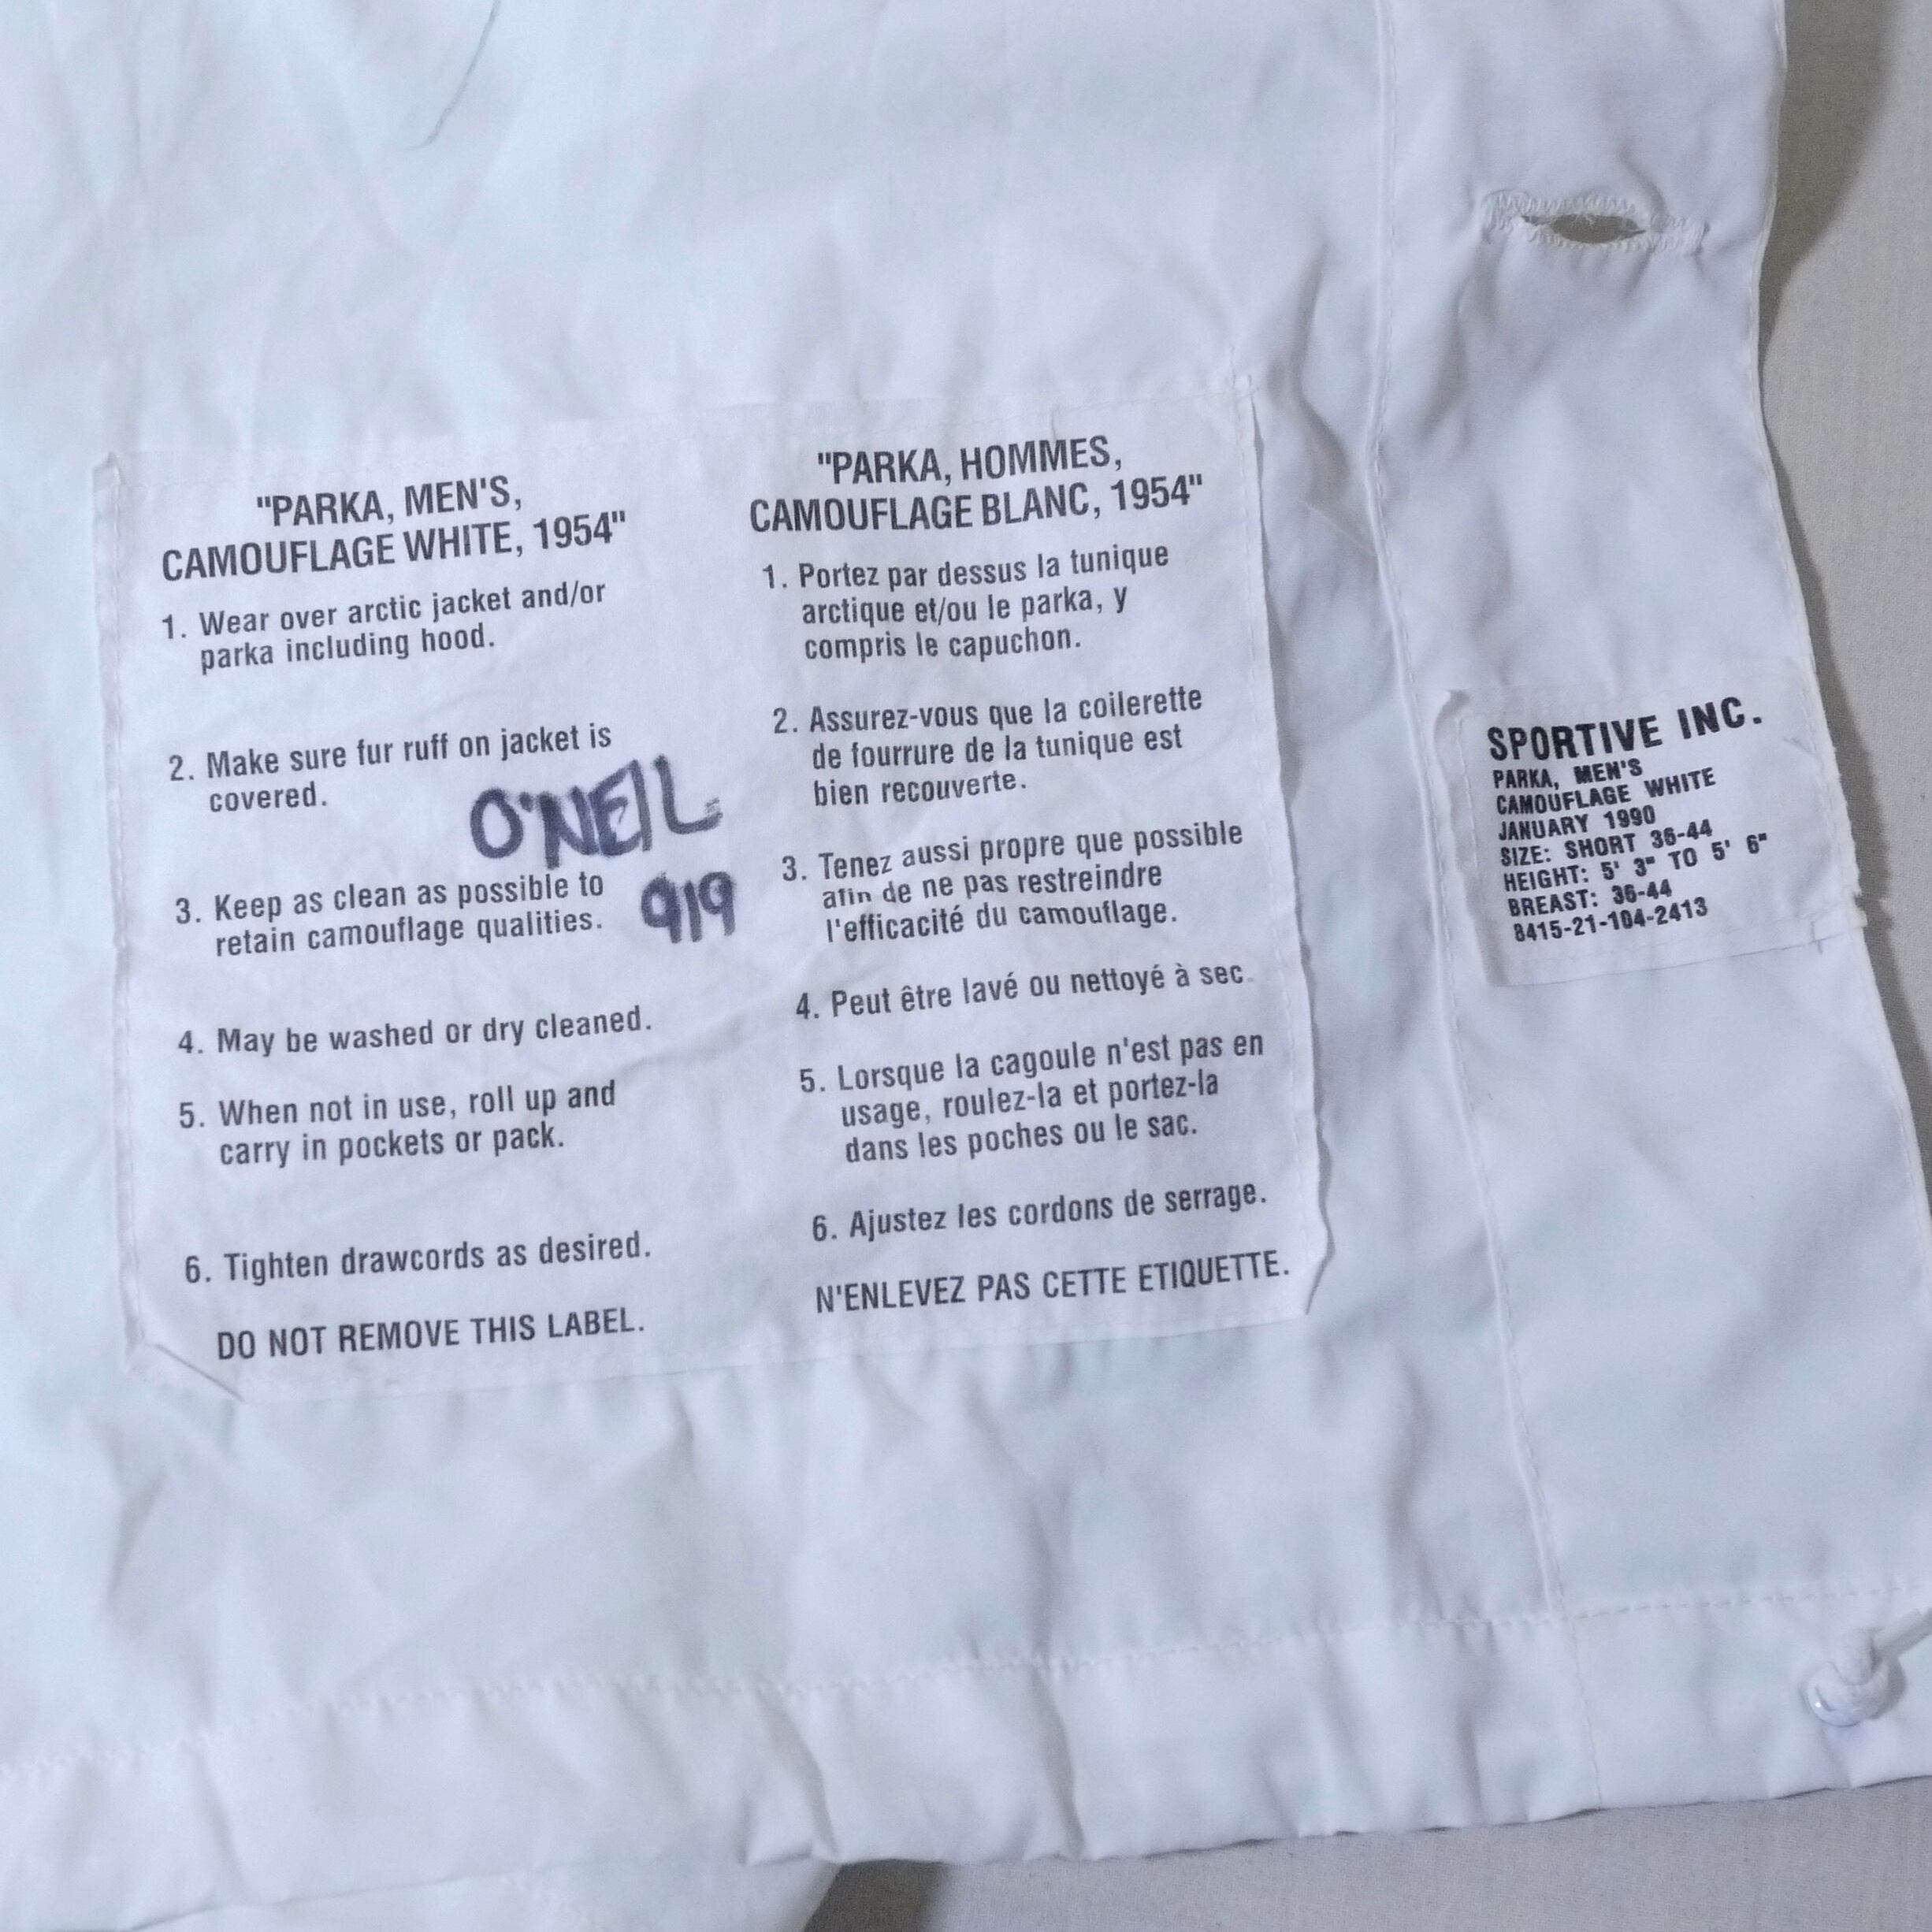 "PARKA, MEN'S,
CAMOUFLAGE WHITE, 1954"
1. Wear over arctic jacket and/or
parka including hood.
2. Make sure fur ruff on jacket is
covered.
O'NEIL
919
3. Keep as clean as possible to
retain camouflage qualities.
4. May be washed or dry cleaned.
5. When not in use, roll up and
carry in pockets or pack.
6. Tighten drawcords as desired.
DO NOT REMOVE THIS LABEL.
"PARKA, HOMMES,
CAMOUFLAGE BLANC, 1954"
1. Portez par dessus la tunique
arctique et/ou le parka, y
compris le capuchon.
2. Assurez-vous que la coilerette
de fourrure de la tunique est
bien recouverte.
3. Tenez aussi propre que possible
afin de ne pas restreindre
l'efficacité du camouflage.
4. Peut être lavé ou nettoyé à sec.
5. Lorsque la cagoule n'est pas en
usage, roulez-la et portez-la
dans les poches ou le sac.
6. Ajustez les cordons de serrage.
N'ENLEVEZ PAS CETTE ETIQUETTE.
SPORTIVE INC.
PARKA, MEN'S
CAMOUFLAGE WHITE
JANUARY 1990
SIZE: SHORT 36-44
HEIGHT: 5' 3" TO 5' 6"
BREAST: 36-44
8415-21-104-2413